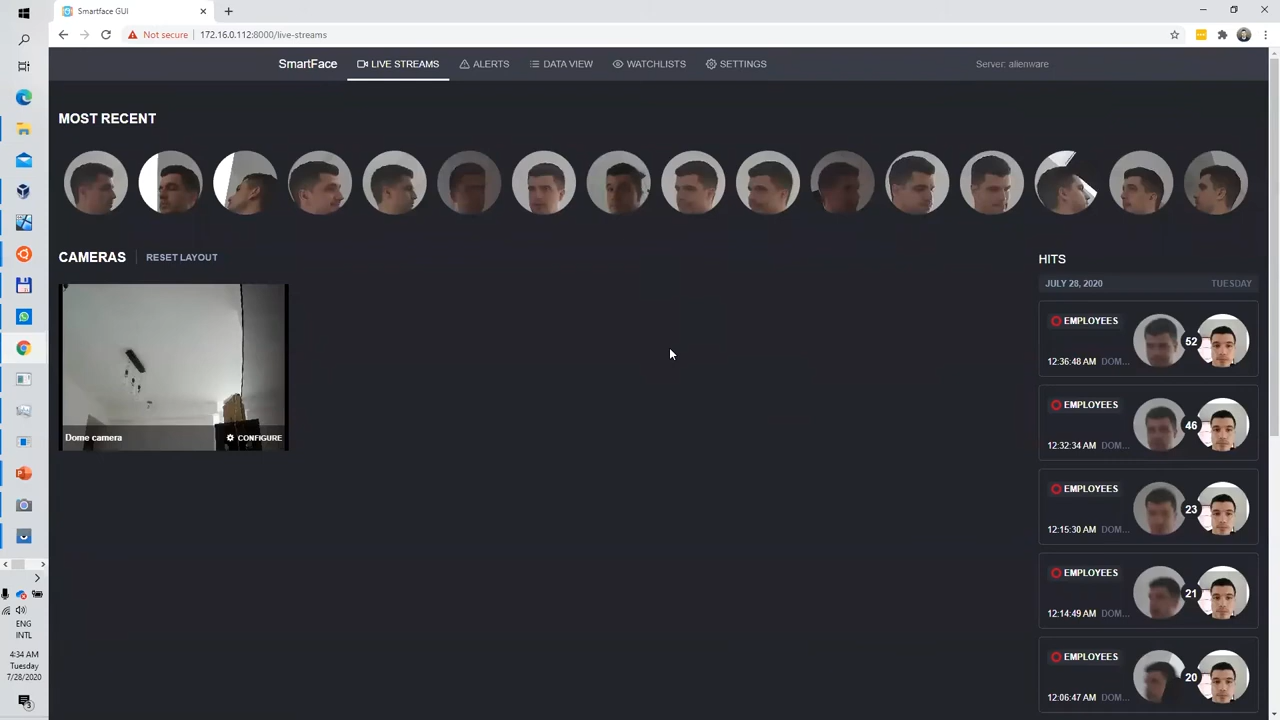 Smartface GUI
Not secure
172.16.0.112:8000/live-streams
SmartFace
LIVE STREAMS
ALERTS
DATA VIEW
WATCHLISTS
SETTINGS
Server: alienware
MOST RECENT
CAMERAS
RESET LAYOUT
Dome camera
CONFIGURE
HITS
JULY 28, 2020
TUESDAY
EMPLOYEES
52
12:36:48 AM DOM...
EMPLOYEES
46
12:32:34 AM DOM...
EMPLOYEES
23
12:15:30 AM DOM...
EMPLOYEES
21
12:14:49 AM DOM...
EMPLOYEES
20
12:06:47 AM DOM...
ENG
INTL
4:34 AM
Tuesday
7/28/2020
3